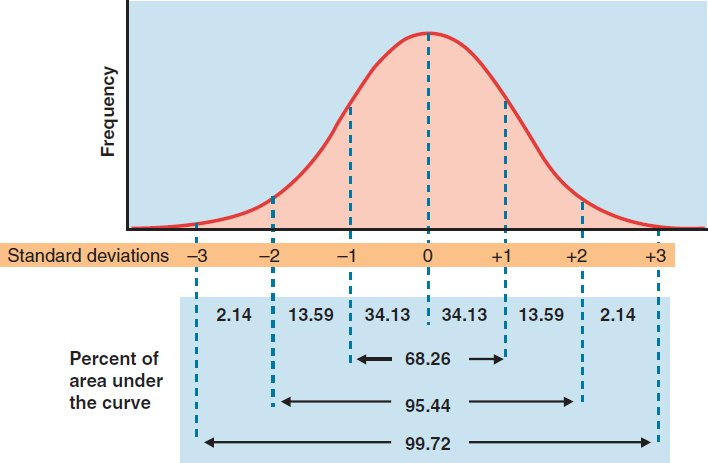 Frequency
Standard deviations –3 –2 –1 0 +1 +2 +3
2.14 13.59 34.13 34.13 13.59 2.14
Percent of
area under
the curve
68.26
95.44
99.72